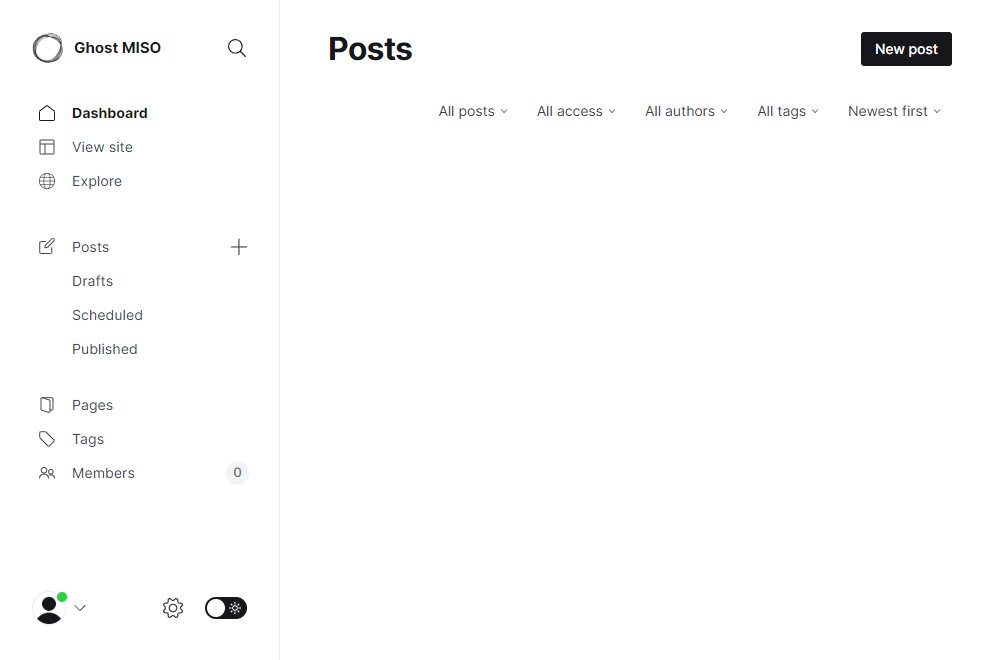 Ghost MISO
Dashboard
View site
Explore
Posts
Drafts
Scheduled
Published
Pages
Tags
Members 0
Posts
New post
All posts All access All authors All tags Newest first